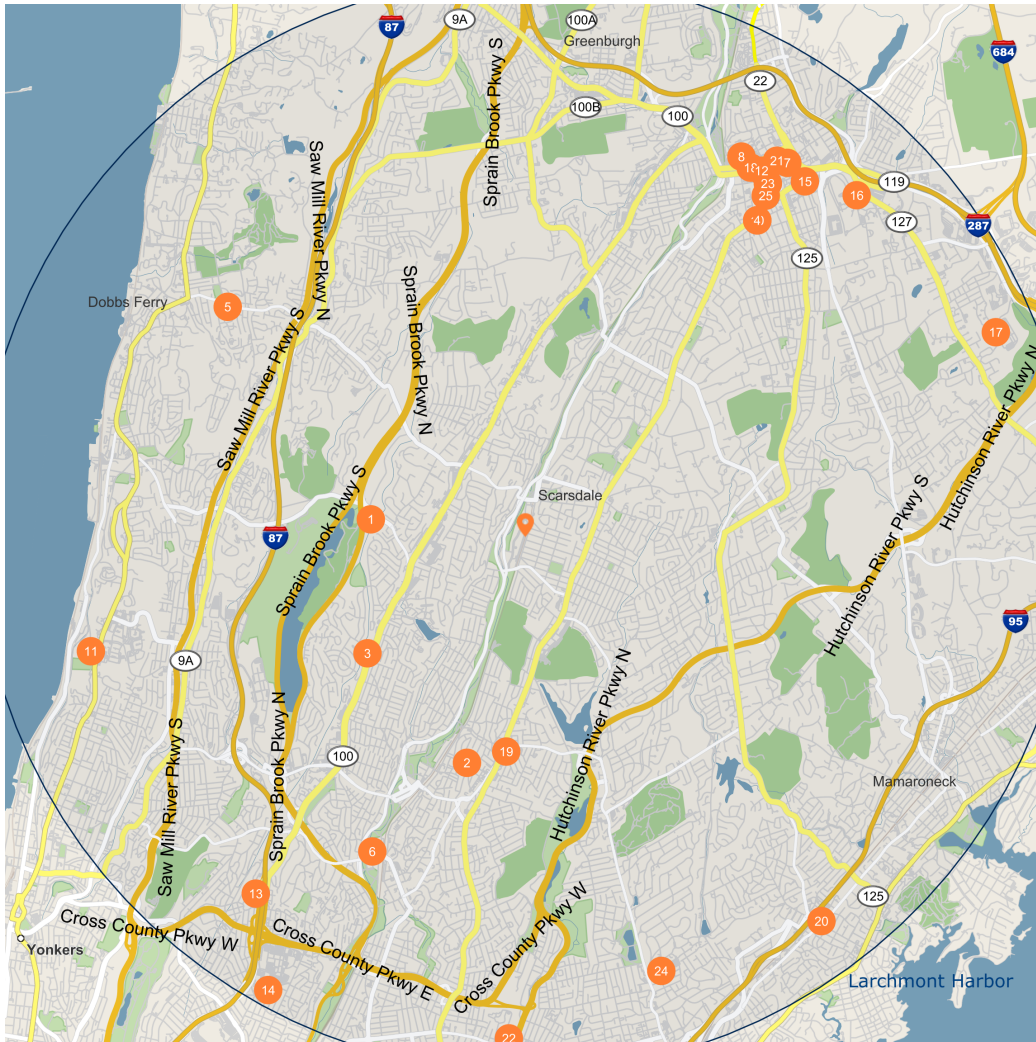 9A
87
100A
Greenburgh
684
Sprain Brook Pkwy S
22
100B
100
8
18
12
21
7
23
25
15
119
16
127
287
Saw Mill River Pkwy N
125
Dobbs Ferry
5
Sprain Brook Pkwy N
17
Saw Mill River Pkwy S
Hutchinson River Pkwy N
Scarsdale
1
87
Sprain Brook Pkwy S
Hutchinson River Pkwy S
95
11
9A
3
Hutchinson River Pkwy N
Sprain Brook Pkwy N
100
2
19
Mamaroneck
Saw Mill River Pkwy S
6
13
125
20
Cross County Pkwy W
Cross County Pkwy E
Cross County Pkwy W
Yonkers
24
14
Larchmont Harbor
22